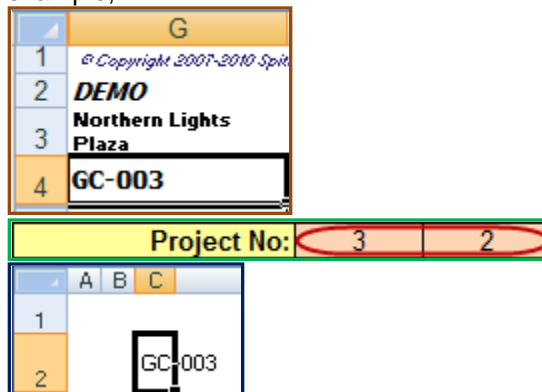 G
1 © Copyright 2007-2010
2 DEMO
3 Northern Lights
Plaza
4 GC-003
Project No: 3 2
A B C
1
2 GC-003